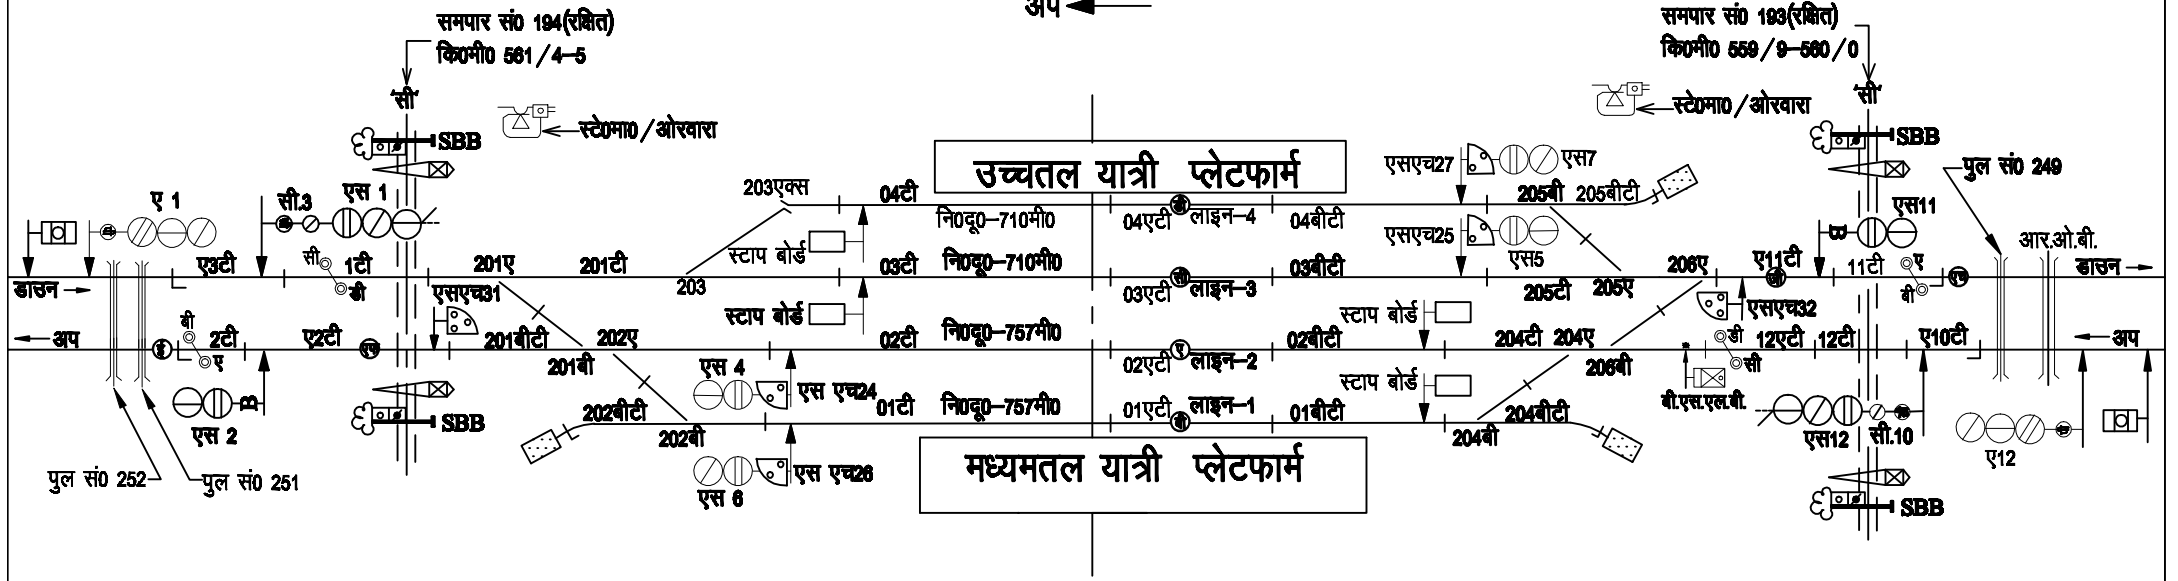 अप
समपार सं0 194(रक्षित)
कि0मी0 561/4-5
समपार सं0 193(रक्षित)
कि0मी0 559/9-560/0
'सी'
'सी'
स्टे0मा0/ओरवारा
स्टे0मा0/ओरवारा
SBB
SBB
उच्चतल यात्री प्लेटफार्म
एसएच27
एस7
पुल सं0 249
ए 1
सी.3
एस 1
203एक्स
04टी
205बी
205बीटी
नि0दू0-710मी0
04एटी
डी
लाइन-4
04बीटी
एस11
B
एसएच25
एस5
स्टाप बोर्ड
आर.ओ.बी.
ए3टी
सी
1टी
डी
201ए
201टी
203
03टी
नि0दू0-710मी0
03एटी
सी
लाइन-3
03बीटी
205टी
205ए
206ए
ए11टी
जी
11टी
ए
बी
एच
डाउन
डाउन
एसएच31
स्टाप बोर्ड
स्टाप बोर्ड
एसएच32
अप
ई
बी
2टी
ए
ए2टी
एफ
201बीटी
202ए
02टी
नि0दू0-757मी0
02एटी
ए
लाइन-2
02बीटी
204टी
204ए
डी
सी
12एटी
12टी
ए10टी
अप
201बी
206बी
एस 2
B
एस 4
एस एच24
स्टाप बोर्ड
बी.एस.एल.बी.
202बीटी
202बी
01टी
नि0दू0-757मी0
01एटी
बी
लाइन-1
01बीटी
204बी
204बीटी
एस12
सी.10
ए12
SBB
पुल सं0 252
पुल सं0 251
एस 6
एस एच26
मध्यमतल यात्री प्लेटफार्म
SBB